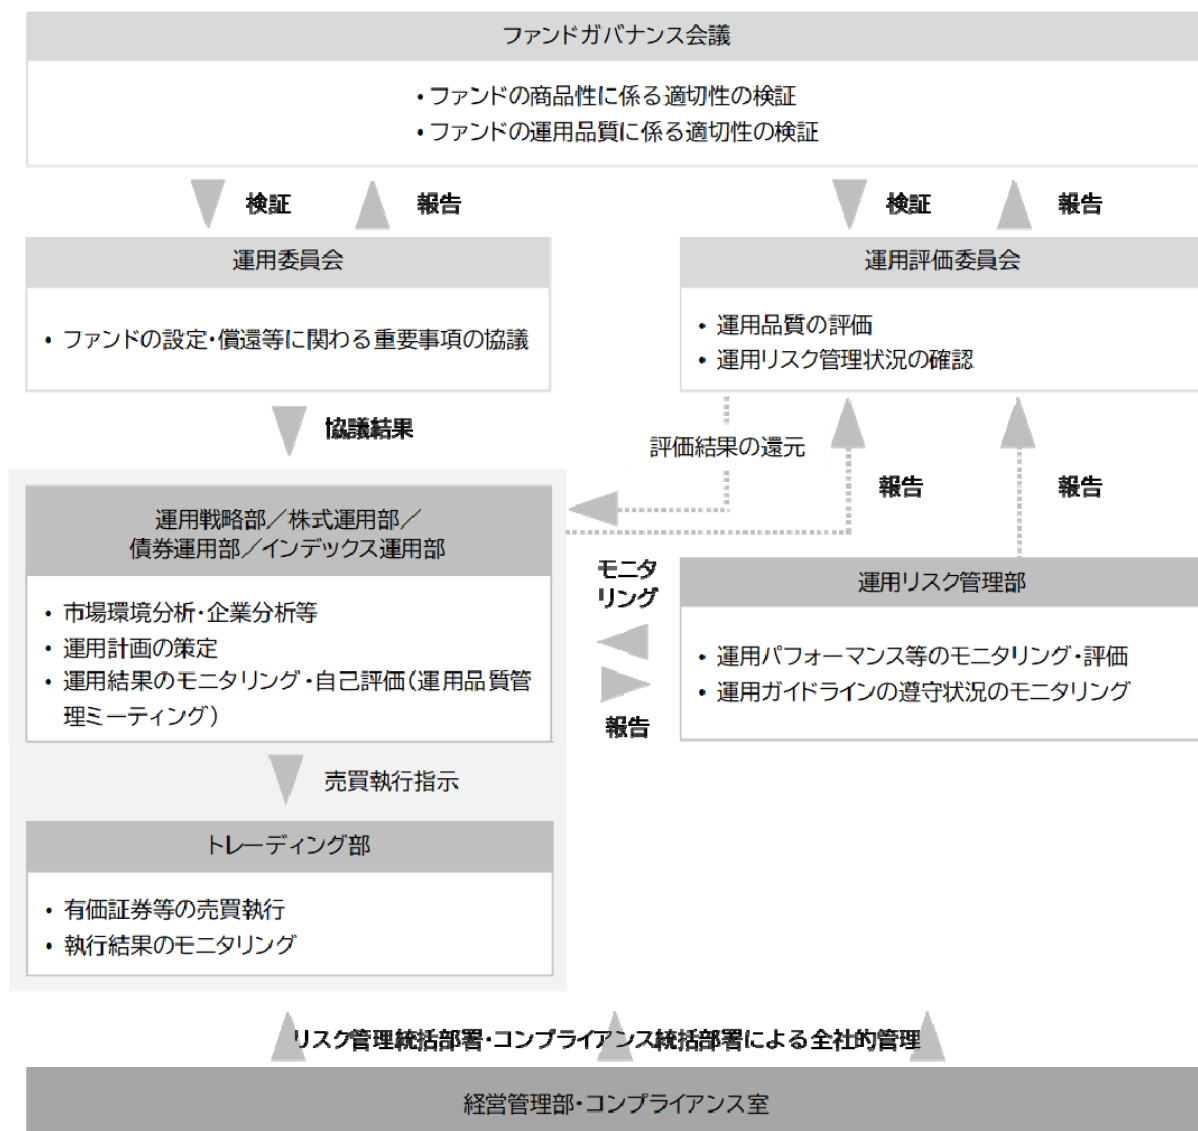 ファンドガバナンス会議
・ファンドの商品性に係る適切性の検証
・ファンドの運用品質に係る適切性の検証
検証
報告
検証
報告
運用委員会
・ファンドの設定・償還等に関わる重要事項の協議
運用評価委員会
・運用品質の評価
・運用リスク管理状況の確認
協議結果
評価結果の還元
報告
報告
運用戦略部／株式運用部／
債券運用部／インデックス運用部
・市場環境分析・企業分析等
・運用計画の策定
・運用結果のモニタリング・自己評価（運用品質管
理ミーティング）
モニタ
リング
報告
運用リスク管理部
・運用パフォーマンス等のモニタリング・評価
・運用ガイドラインの遵守状況のモニタリング
売買執行指示
トレーディング部
・有価証券等の売買執行
・執行結果のモニタリング
リスク管理統括部署・コンプライアンス統括部署による全社的管理
経営管理部・コンプライアンス室